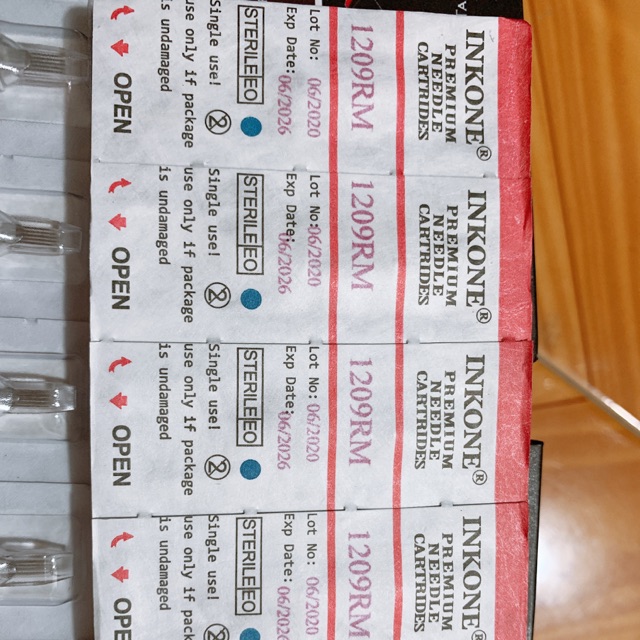 INKONE®
PREMIUM
NEEDLE
CARTRIDES
1209RM
Lot No: 06/2020
Exp Date: 06/2026
STERILE EO
Single use!
use only if package
is undamaged
OPEN
INKONE®
PREMIUM
NEEDLE
CARTRIDES
1209RM
Lot No: 06/2020
Exp Date: 06/2026
STERILE EO
Single use!
use only if package
is undamaged
OPEN
INKONE®
PREMIUM
NEEDLE
CARTRIDES
1209RM
Lot No: 06/2020
Exp Date: 06/2026
STERILE EO
Single use!
use only if package
is undamaged
OPEN
INKONE®
PREMIUM
NEEDLE
CARTRIDES
1209RM
Lot No: 06/2020
Exp Date: 06/2026
STERILE EO
Single use!
use only if
is undamaged
OPEN